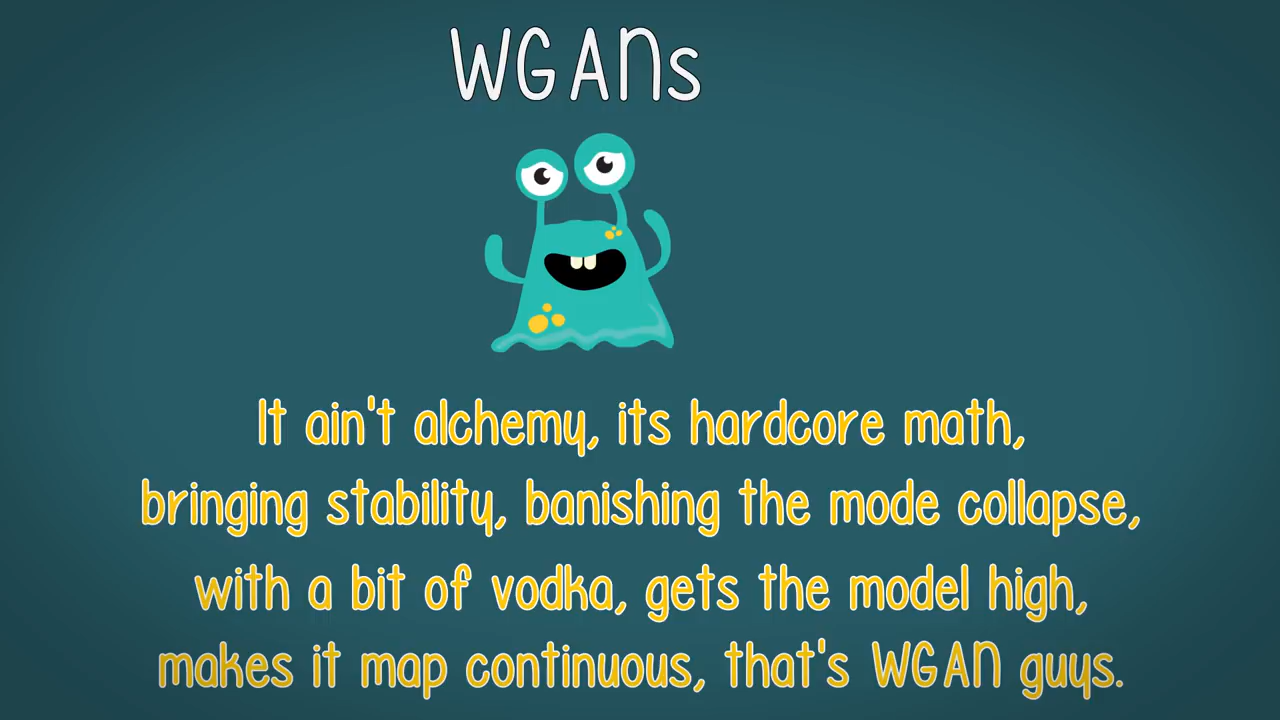 WGANs
It ain't alchemy, its hardcore math,
bringing stability, banishing the mode collapse,
with a bit of vodka, gets the model high,
makes it map continuous, that's WGAN guys.